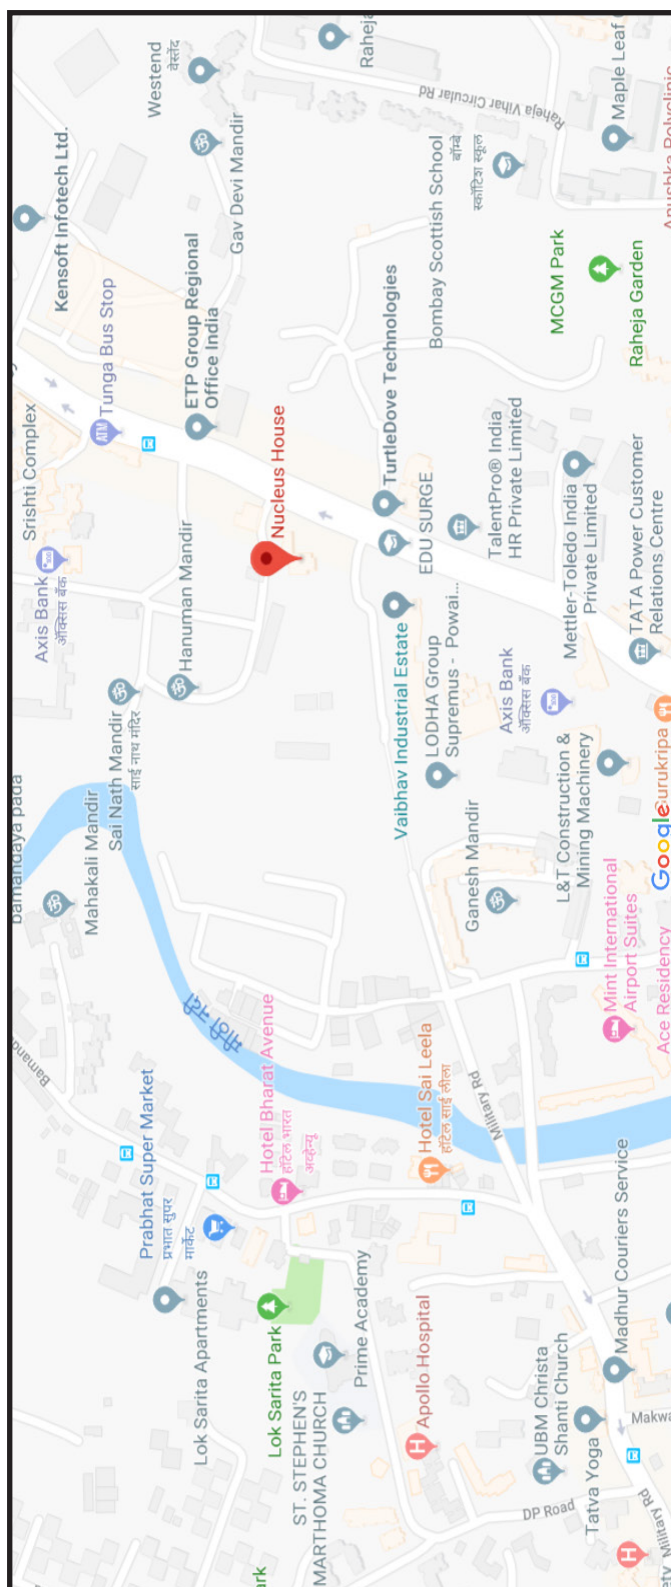 Westend
वेस्टेंड
Raheja
Kensoft Infotech Ltd.
Gav Devi Mandir
Raheja Vihar Circular Rd
Maple Leaf
Bombay Scottish School
बॉम्बे
स्कॉटिश स्कूल
Anushka Polyclinic
MCGM Park
Raheja Garden
Tunga Bus Stop
ATM
ETP Group Regional
Office India
Srishti Complex
Nucleus House
TurtleDove Technologies
Axis Bank
ॲक्सिस बँक
Hanuman Mandir
EDU SURGE
TalentPro® India
HR Private Limited
Mettler-Toledo India
Private Limited
TATA Power Customer
Relations Centre
Sai Nath Mandir
साई नाथ मंदिर
Vaibhav Industrial Estate
LODHA Group
Supremus - Powai...
Axis Bank
ॲक्सिस बँक
Bamandaya pada
Mahakali Mandir
Ganesh Mandir
L&T Construction &
Mining Machinery
Gurukripa
Google
मीठी नदी
Mint International
Airport Suites
Ace Residency
Prabhat Super Market
प्रभात सुपर
मार्केट
Hotel Bharat Avenue
हॉटेल भारत
अव्हेन्यू
Hotel Sai Leela
हॉटेल साई लीला
Military Rd
Lok Sarita Apartments
Lok Sarita Park
Prime Academy
ST. STEPHEN'S
MARTHOMA CHURCH
Apollo Hospital
H
UBM Christa
Shanti Church
Madhur Couriers Service
Tatva Yoga
DP Road
Makwa
Military Rd
H